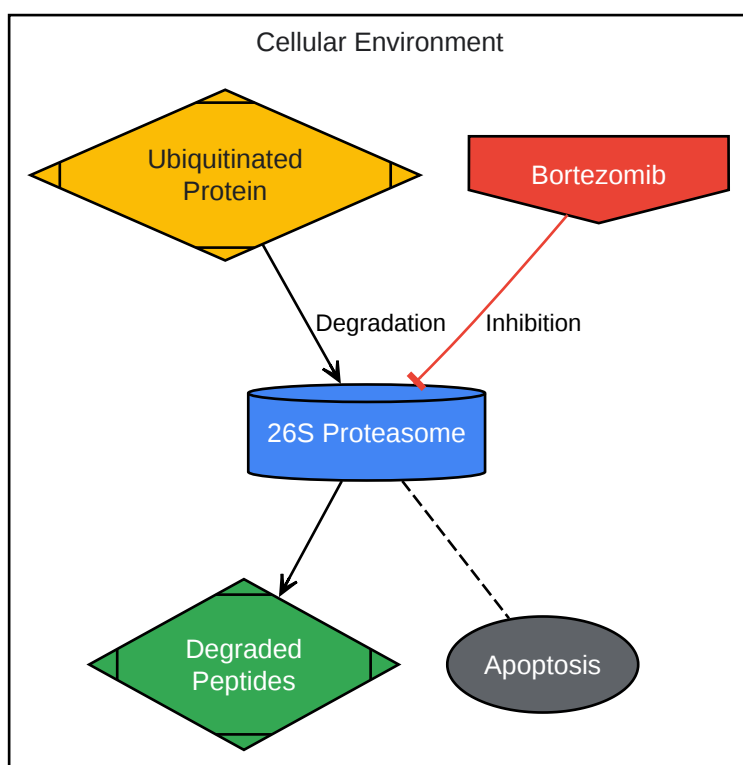 Cellular Environment
Ubiquitinated
Protein
Bortezomib
Degradation
Inhibition
26S Proteasome
Degraded
Peptides
Apoptosis